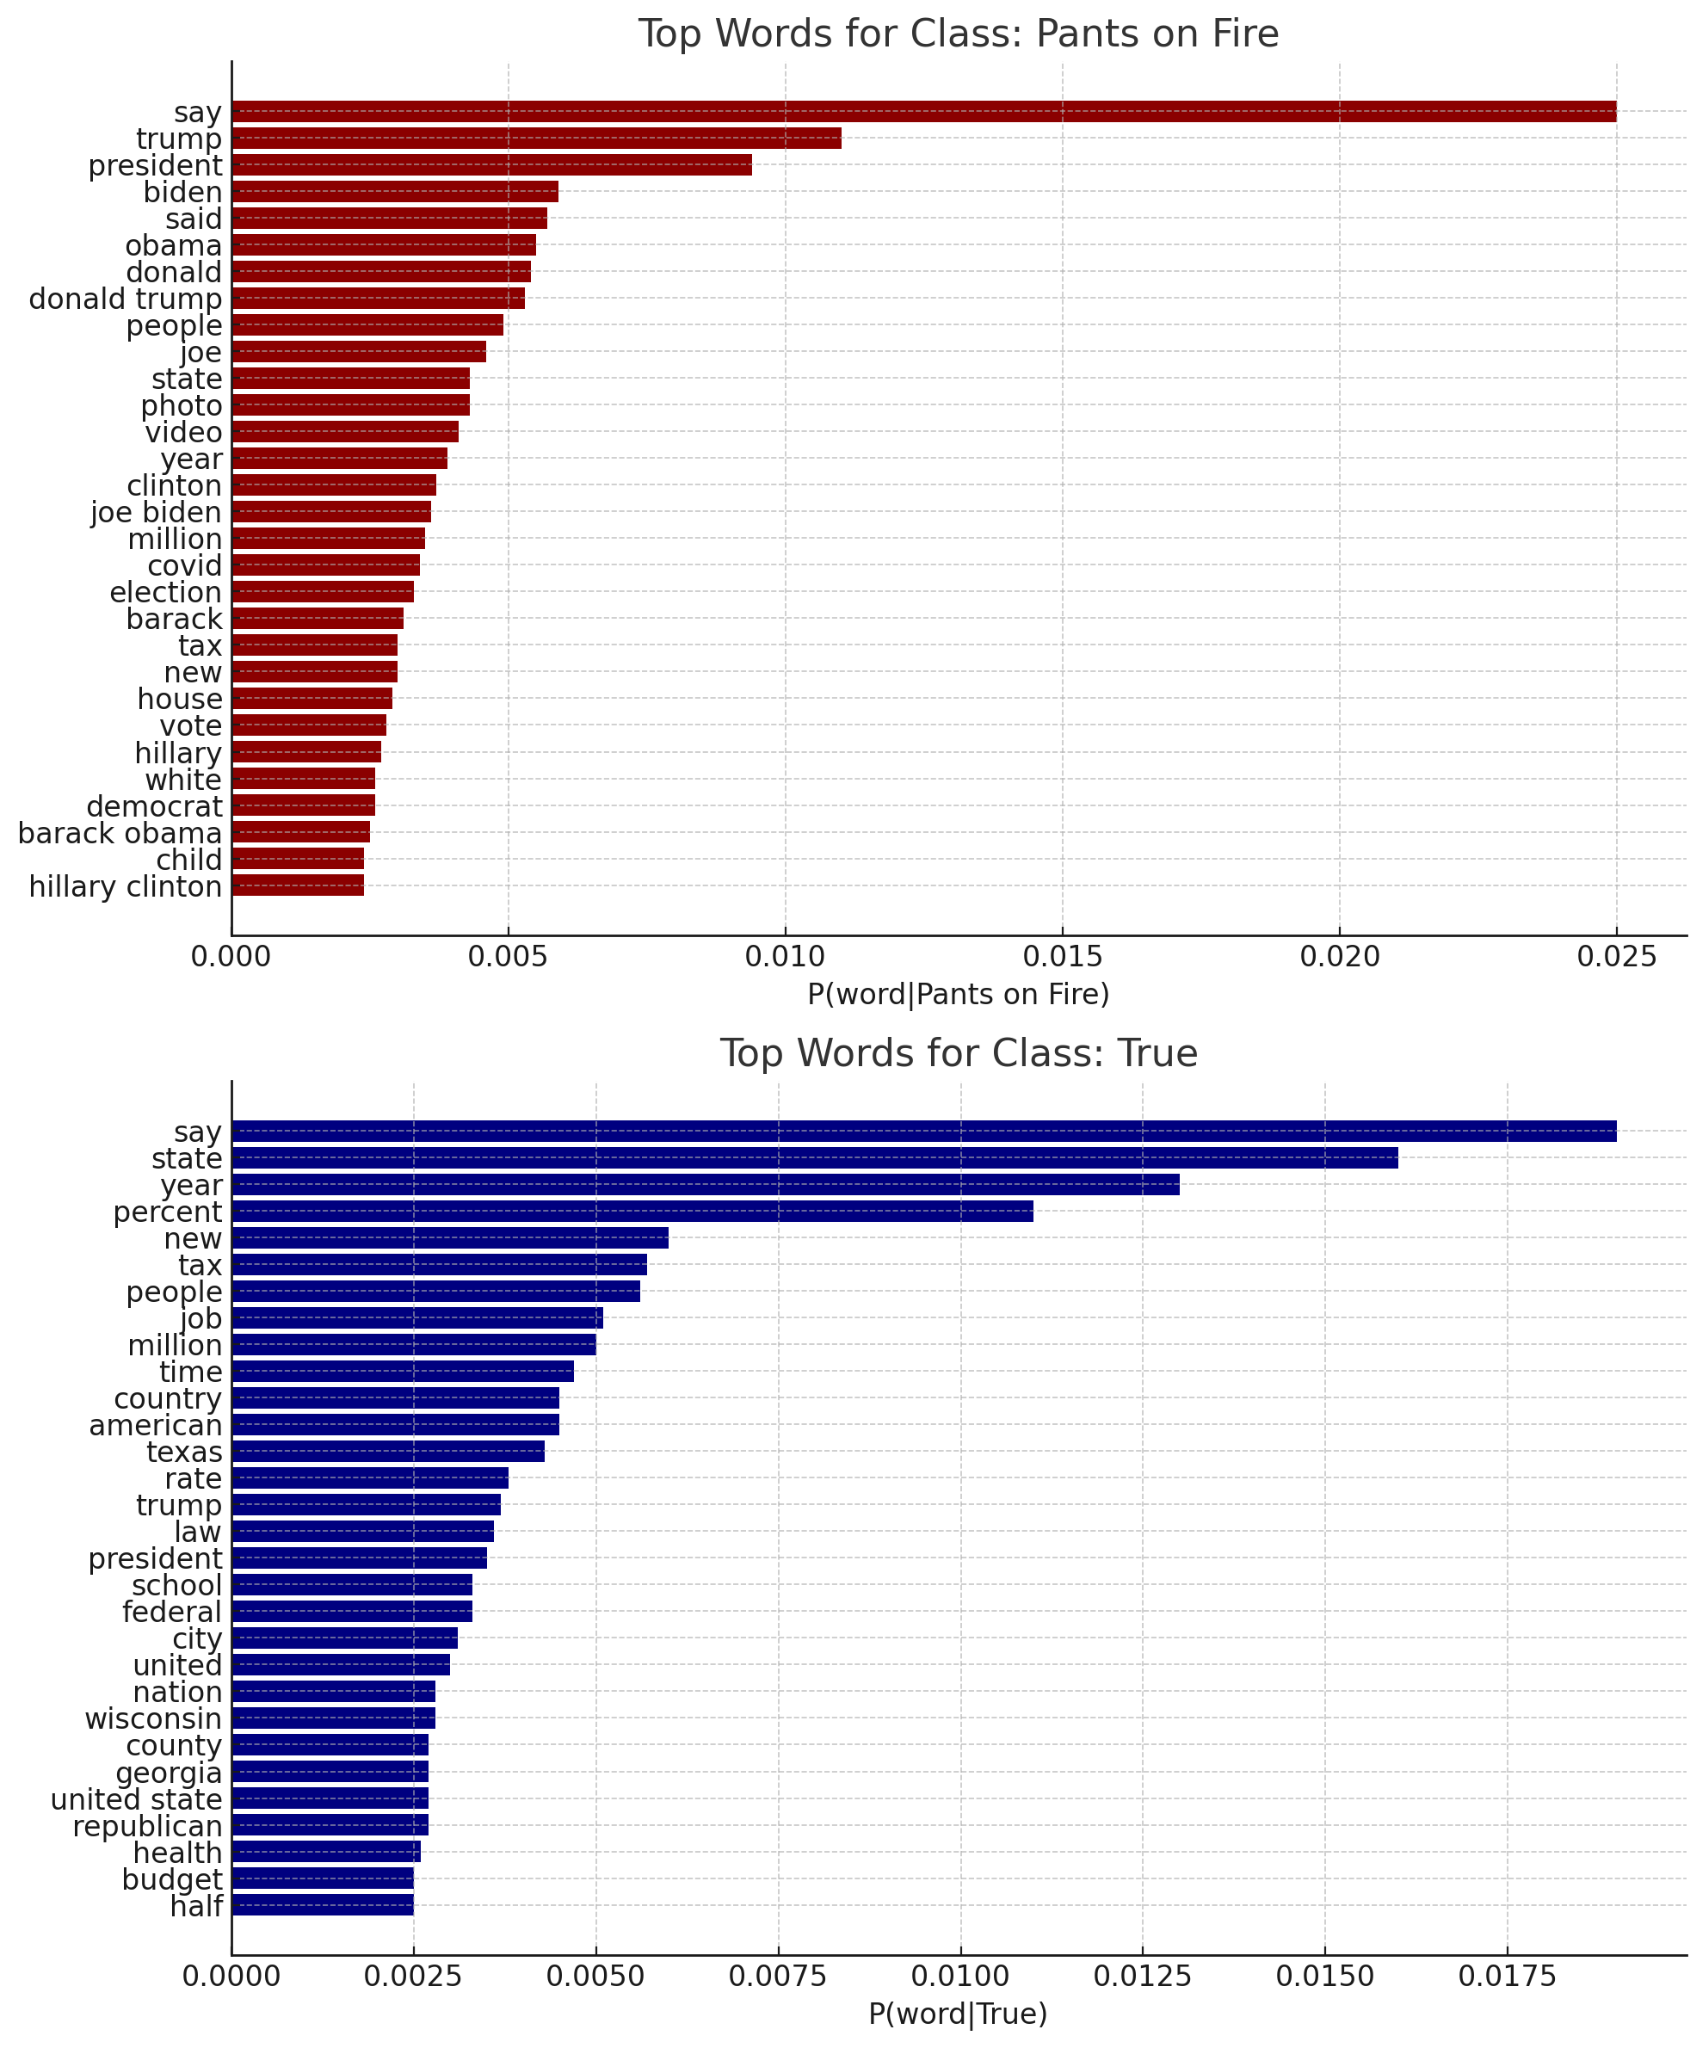 Top Words for Class: Pants on Fire
say
trump
president
biden
said
obama
donald
donald trump
people
joe
state
photo
video
year
clinton
joe biden
million
covid
election
barack
tax
new
house
vote
hillary
white
democrat
barack obama
child
hillary clinton
0.000 0.005 0.010 0.015 0.020 0.025
P(word|Pants on Fire)
Top Words for Class: True
say
state
year
percent
new
tax
people
job
million
time
country
american
texas
rate
trump
law
president
school
federal
city
united
nation
wisconsin
county
georgia
united state
republican
health
budget
half
0.0000 0.0025 0.0050 0.0075 0.0100 0.0125 0.0150 0.0175
P(word|True)